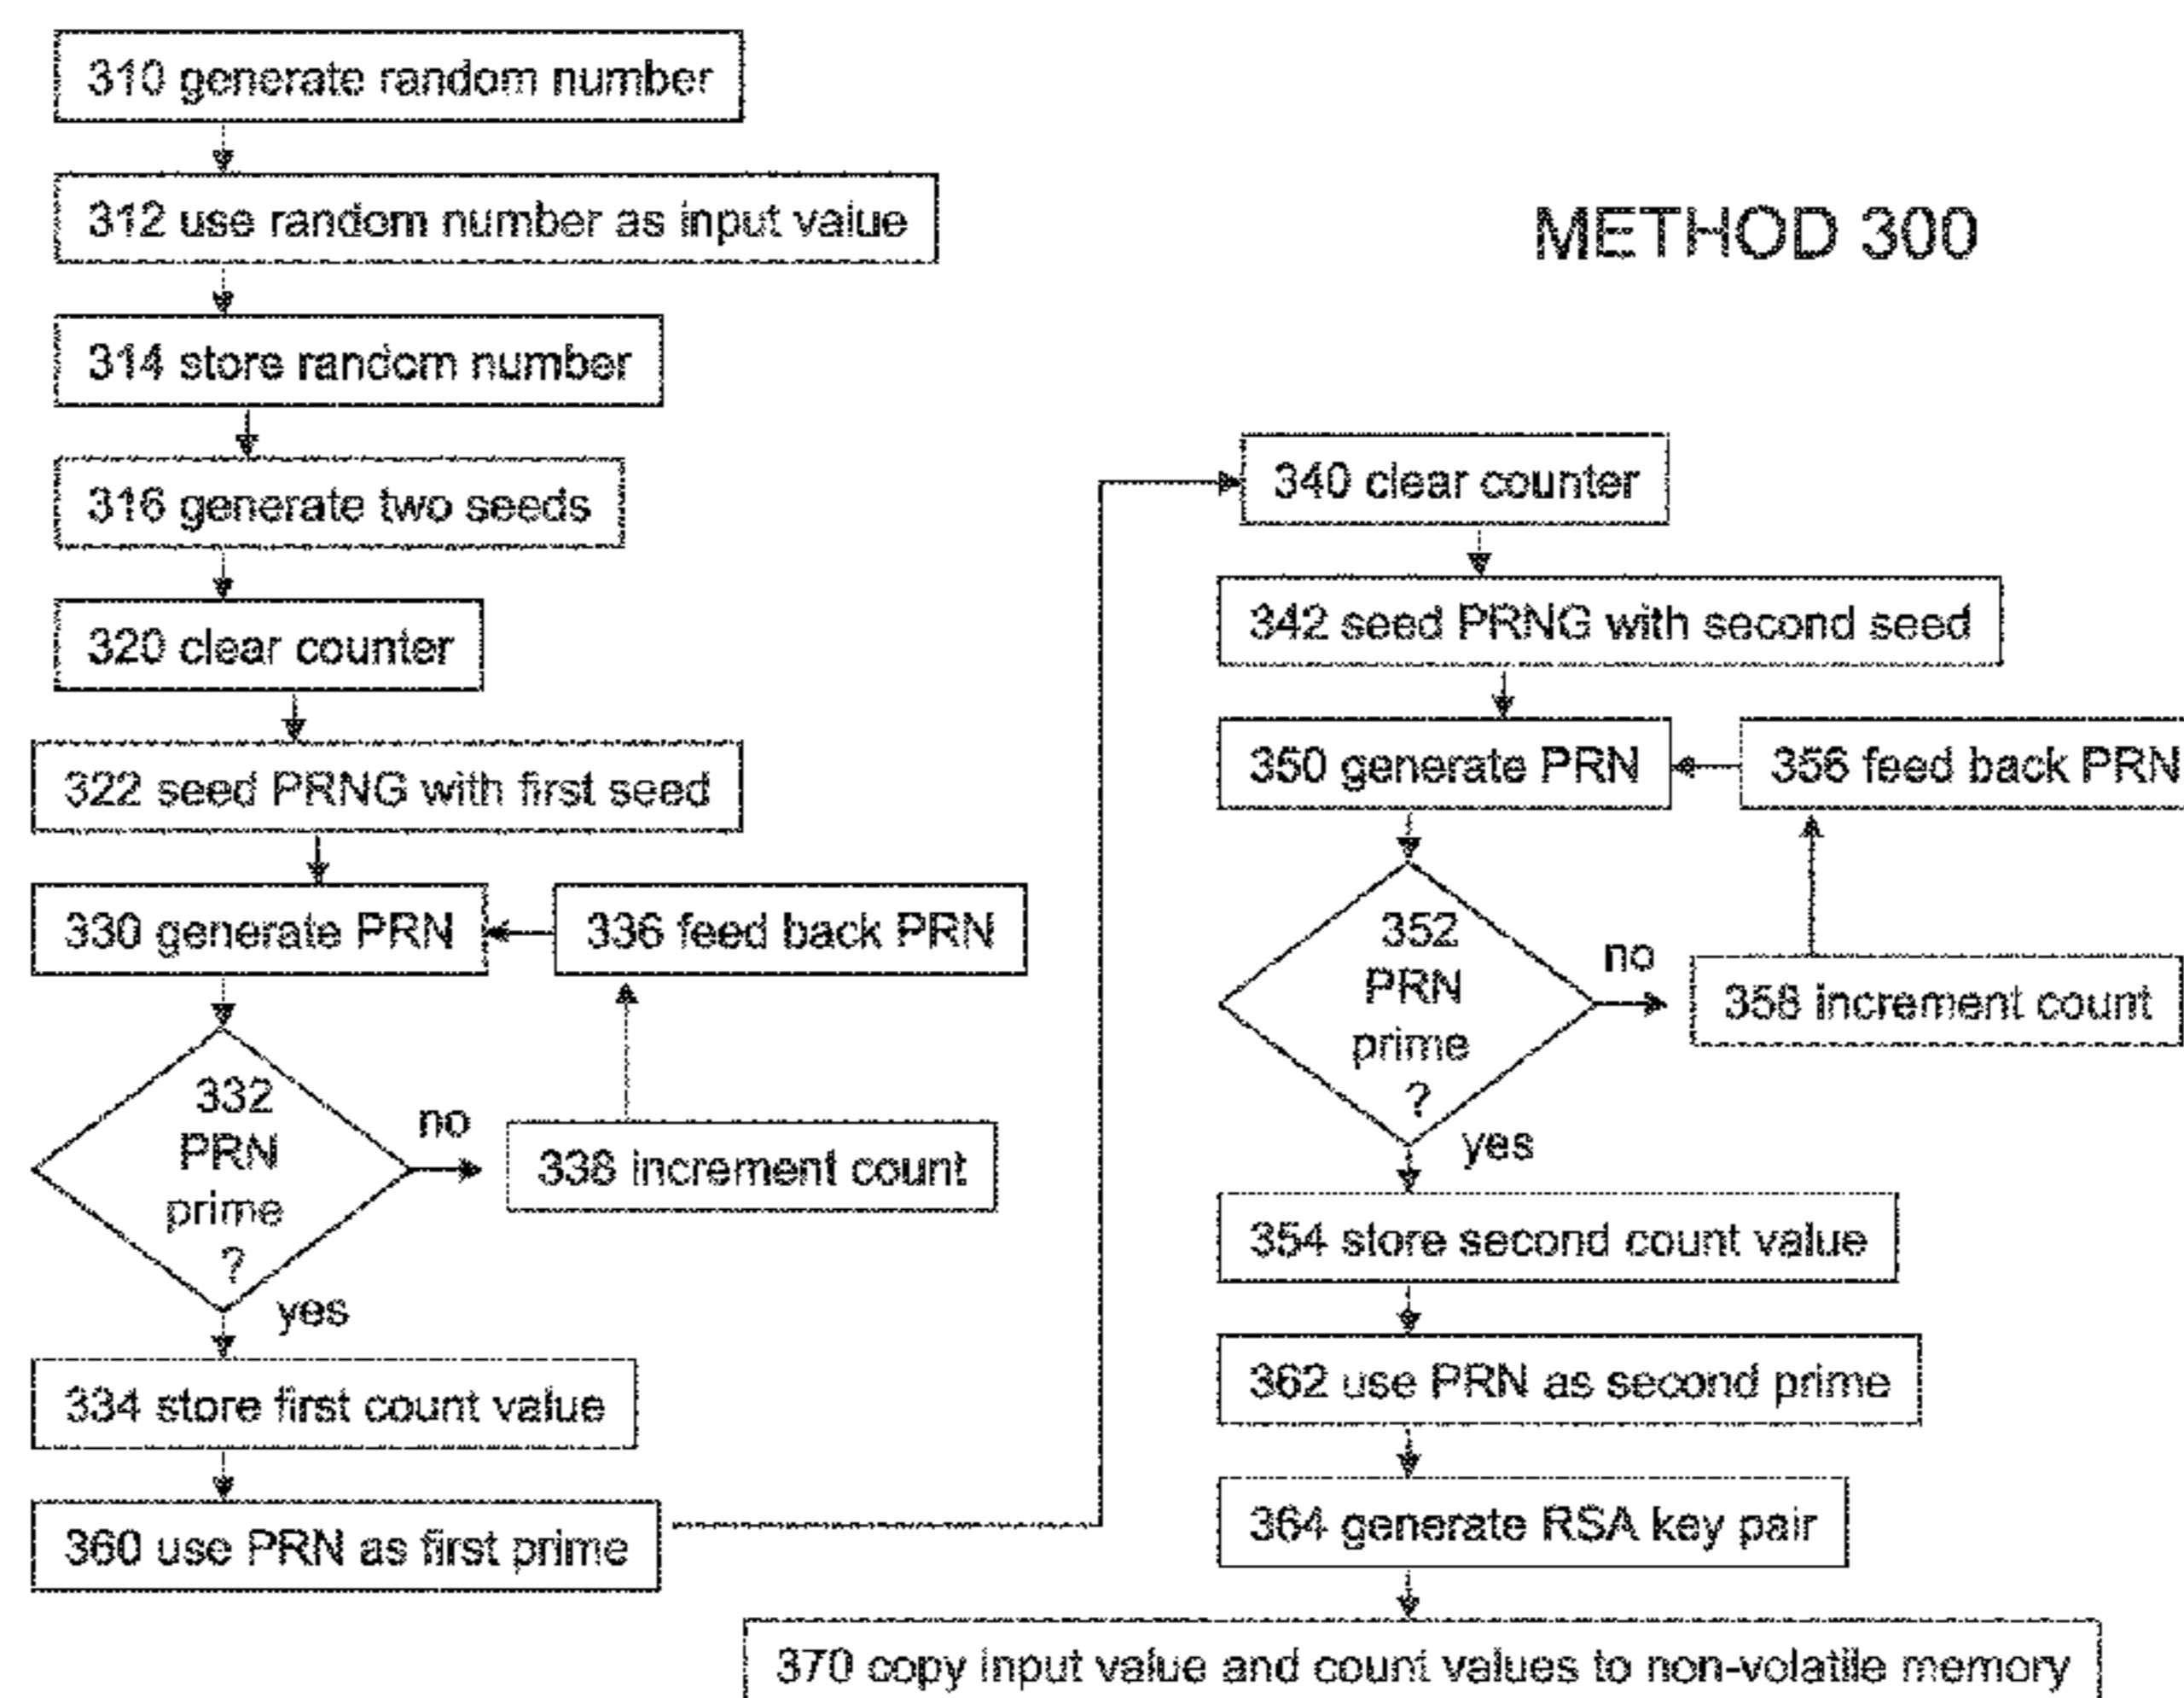 310 generate random number
312 use random number as input value
314 store random number
316 generate two seeds
320 clear counter
322 seed PRNG with first seed
330 generate PRN
336 feed back PRN
332
PRN
prime
?
no
338 increment count
yes
334 store first count value
360 use PRN as first prime
METHOD 300
340 clear counter
342 seed PRNG with second seed
350 generate PRN
356 feed back PRN
352
PRN
prime
?
no
358 increment count
yes
354 store second count value
362 use PRN as second prime
364 generate RSA key pair
370 copy input value and count values to non-volatile memory